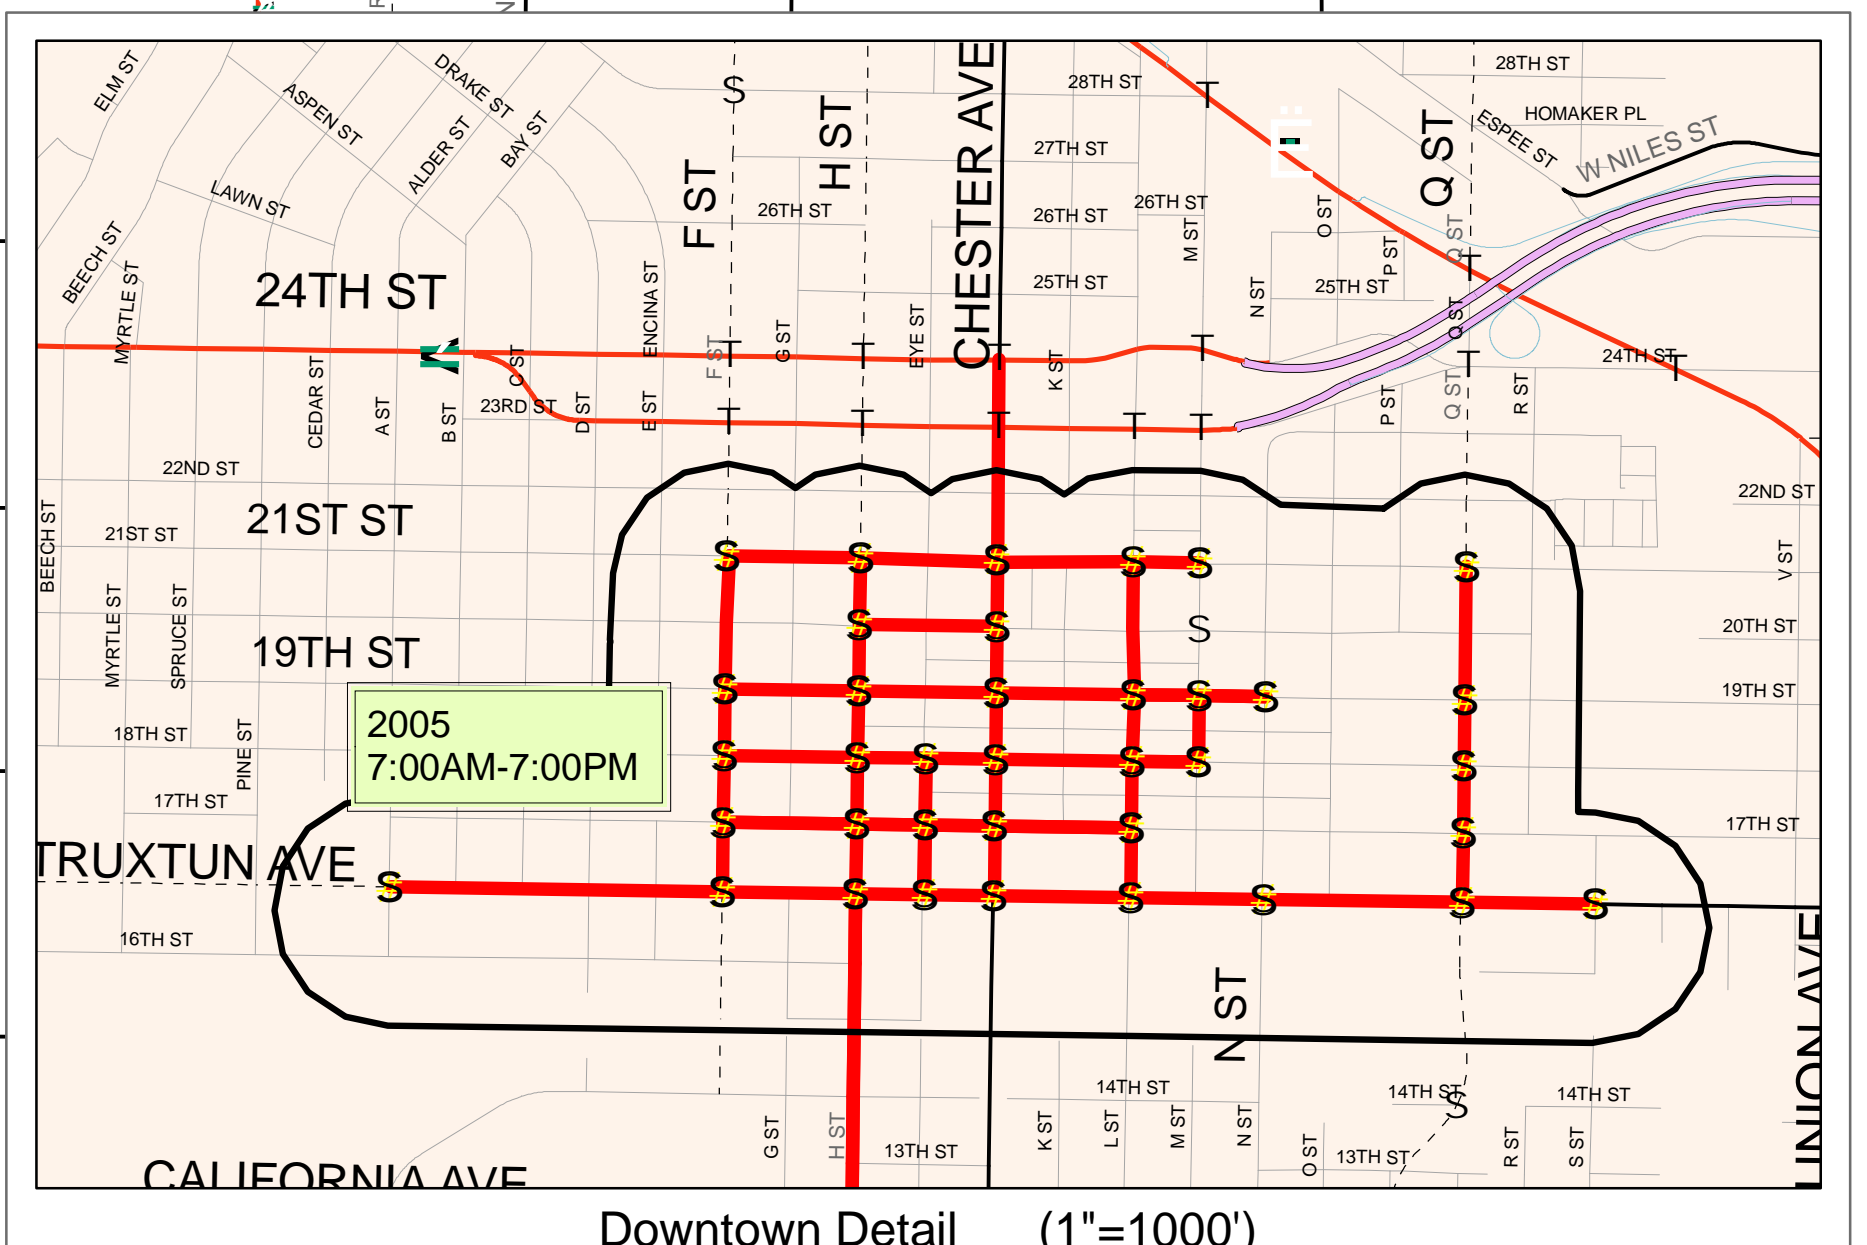 ELM ST
ASPEN ST
DRAKE ST
ALDER ST
BAY ST
LAWN ST
BEECH ST
MYRTLE ST
24TH ST
ENCINA ST
F ST
H ST
CHESTER AVE
S
28TH ST
T
27TH ST
26TH ST
26TH ST
26TH ST
25TH ST
M ST
N ST
O ST
P ST
25TH ST
Q ST
Q ST
Q ST
28TH ST
HOMAKER PL
ESPEE ST
W NILES ST
T
CEDAR ST
A ST
B ST
C ST
23RD ST
D ST
E ST
F ST
G ST
EYE ST
K ST
T T T T
T T T T T
T
P ST
Q ST
R ST
24TH ST
T
22ND ST
22ND ST
21ST ST
21ST ST
BEECH ST
MYRTLE ST
SPRUCE ST
V ST
S S S S S S
S S S
20TH ST
19TH ST
S S S S S S S
19TH ST
18TH ST
PINE ST
2005
7:00AM-7:00PM
S S S S S S S
17TH ST
S S S S S S
17TH ST
TRUXTUN AVE
S S S S S S S S S
16TH ST
N ST
UNION AVE
14TH ST
14TH ST
S
14TH ST
G ST
H ST
13TH ST
K ST
L ST
M ST
N ST
O ST
13TH ST
R ST
S ST
CALIFORNIA AVE
Downtown Detail (1"=1000')